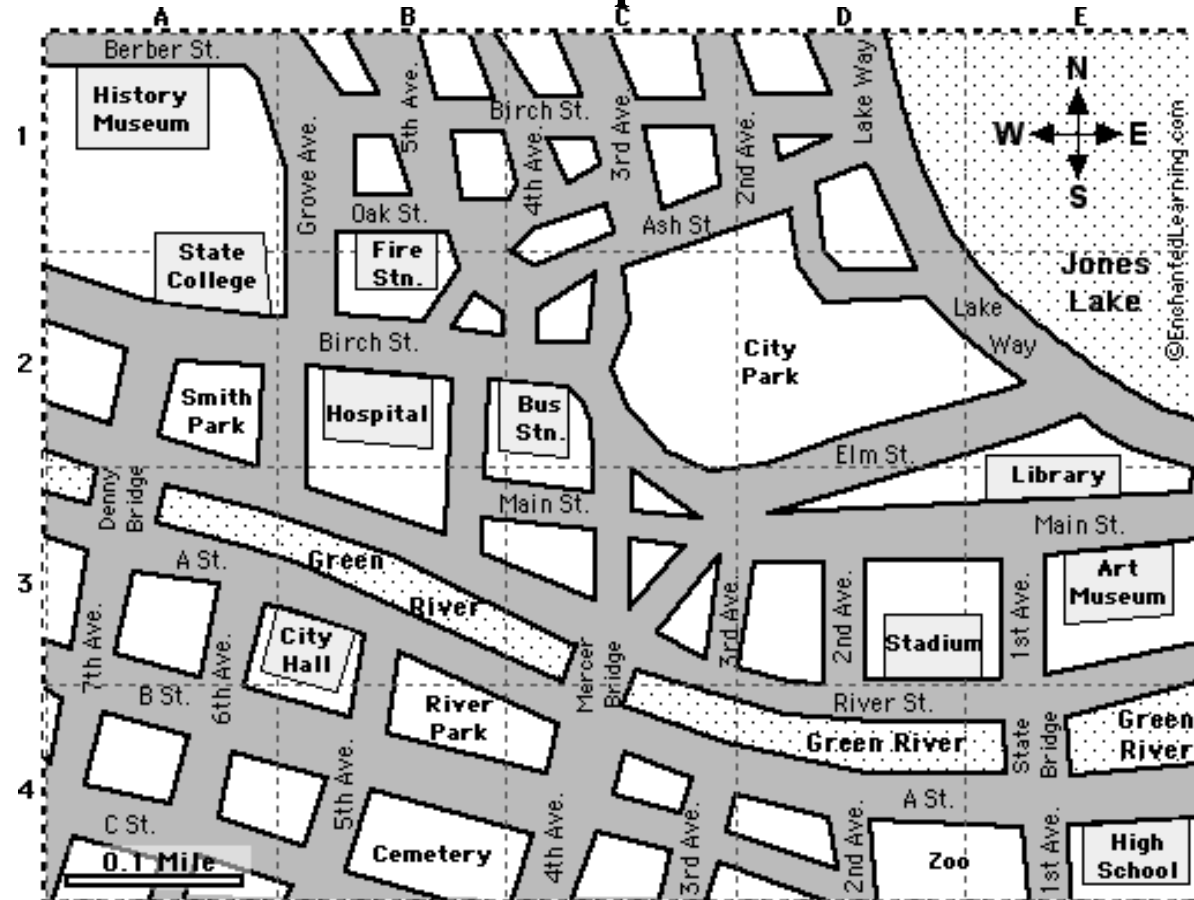 A
B
C
D
E
Berber St.
History
Museum
5th Ave.
Birch St.
Lake Way
N
W
E
S
©EnchantedLearning.com
1
Grove Ave.
4th Ave.
3rd Ave.
2nd Ave.
Oak St.
Ash St.
State
College
Fire
Stn.
Jones
Lake
Lake
Way
2
Birch St.
City
Park
Smith
Park
Hospital
Bus
Stn.
Elm St.
Library
Denny
Bridge
Main St.
Main St.
3
A St.
Green
River
Art
Museum
7th Ave.
6th Ave.
City
Hall
Mercer
Bridge
3rd Ave.
2nd Ave.
Stadium
1st Ave.
B St.
River
Park
River St.
Green River
State
Bridge
Green
River
4
5th Ave.
4th Ave.
3rd Ave.
2nd Ave.
A St.
1st Ave.
C St.
0.1 Mile
Cemetery
Zoo
High
School